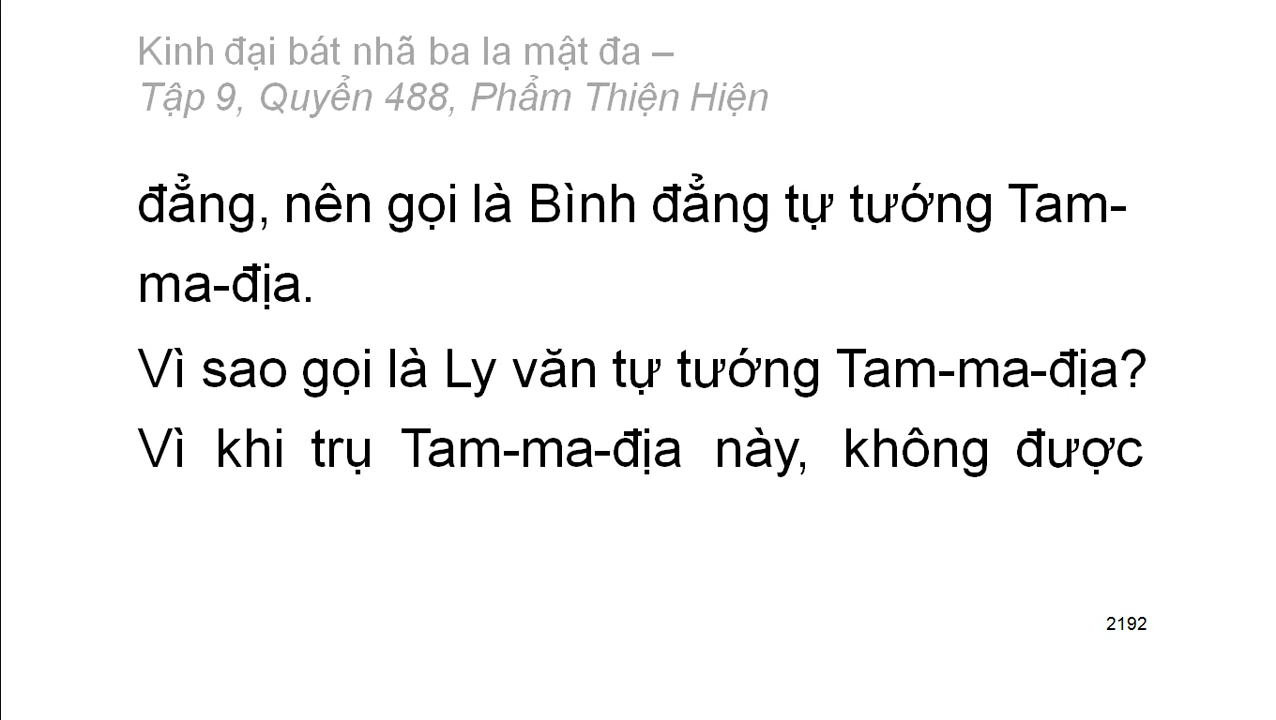 Kinh đại bát nhã ba la mật đa –
Tập 9, Quyển 488, Phẩm Thiện Hiện
đẳng, nên gọi là Bình đẳng tự tướng Tam-
ma-địa.
Vì sao gọi là Ly văn tự tướng Tam-ma-địa?
Vì khi trụ Tam-ma-địa này, không được
2192